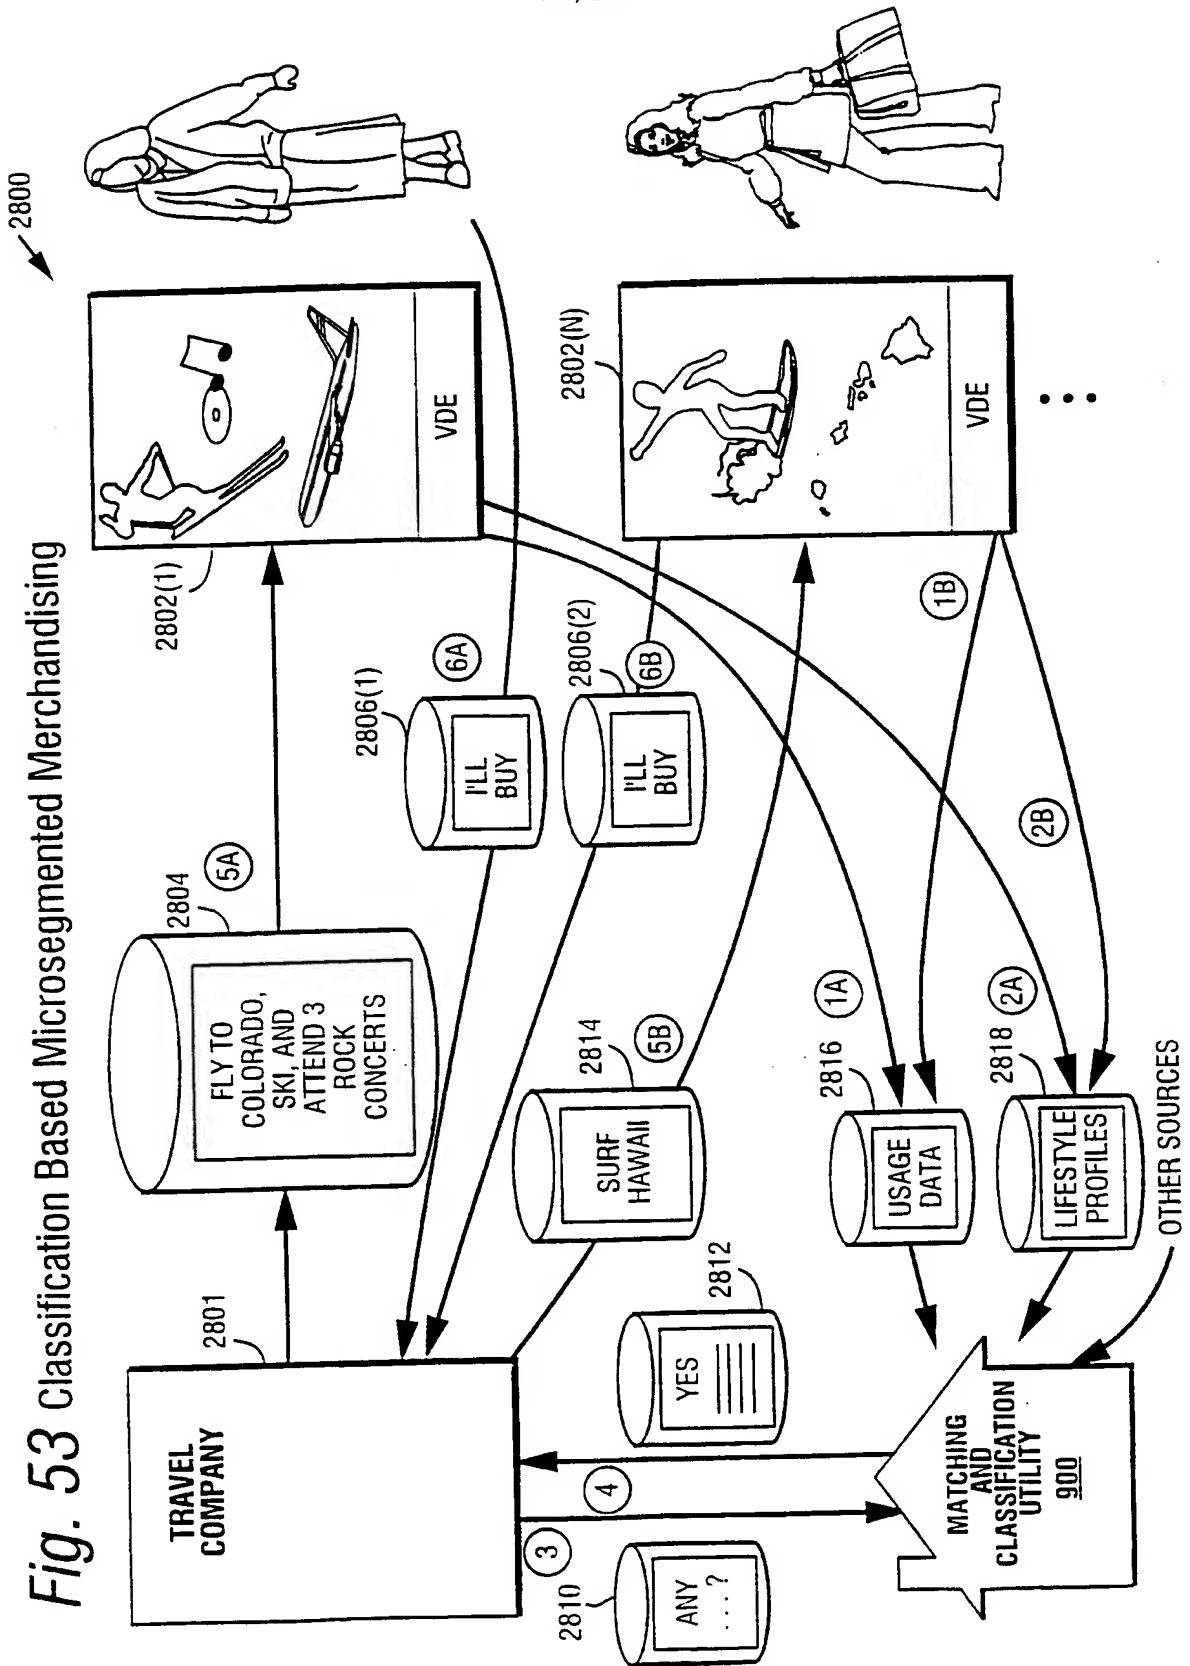 Fig. 53 Classification Based Microsegmented Merchandising
2800
2801
TRAVEL
COMPANY
2804
5A
FLY TO
COLORADO,
SKI, AND
ATTEND 3
ROCK
CONCERTS
2802(1)
VDE
2806(1)
6A
I'LL
BUY
2806(2)
6B
I'LL
BUY
2802(N)
VDE
2814
5B
SURF
HAWAII
3
4
2810
ANY
...?
2812
YES
1A
1B
2816
USAGE
DATA
2A
2B
2818
LIFESTYLE
PROFILES
OTHER SOURCES
MATCHING
AND
CLASSIFICATION
UTILITY
900